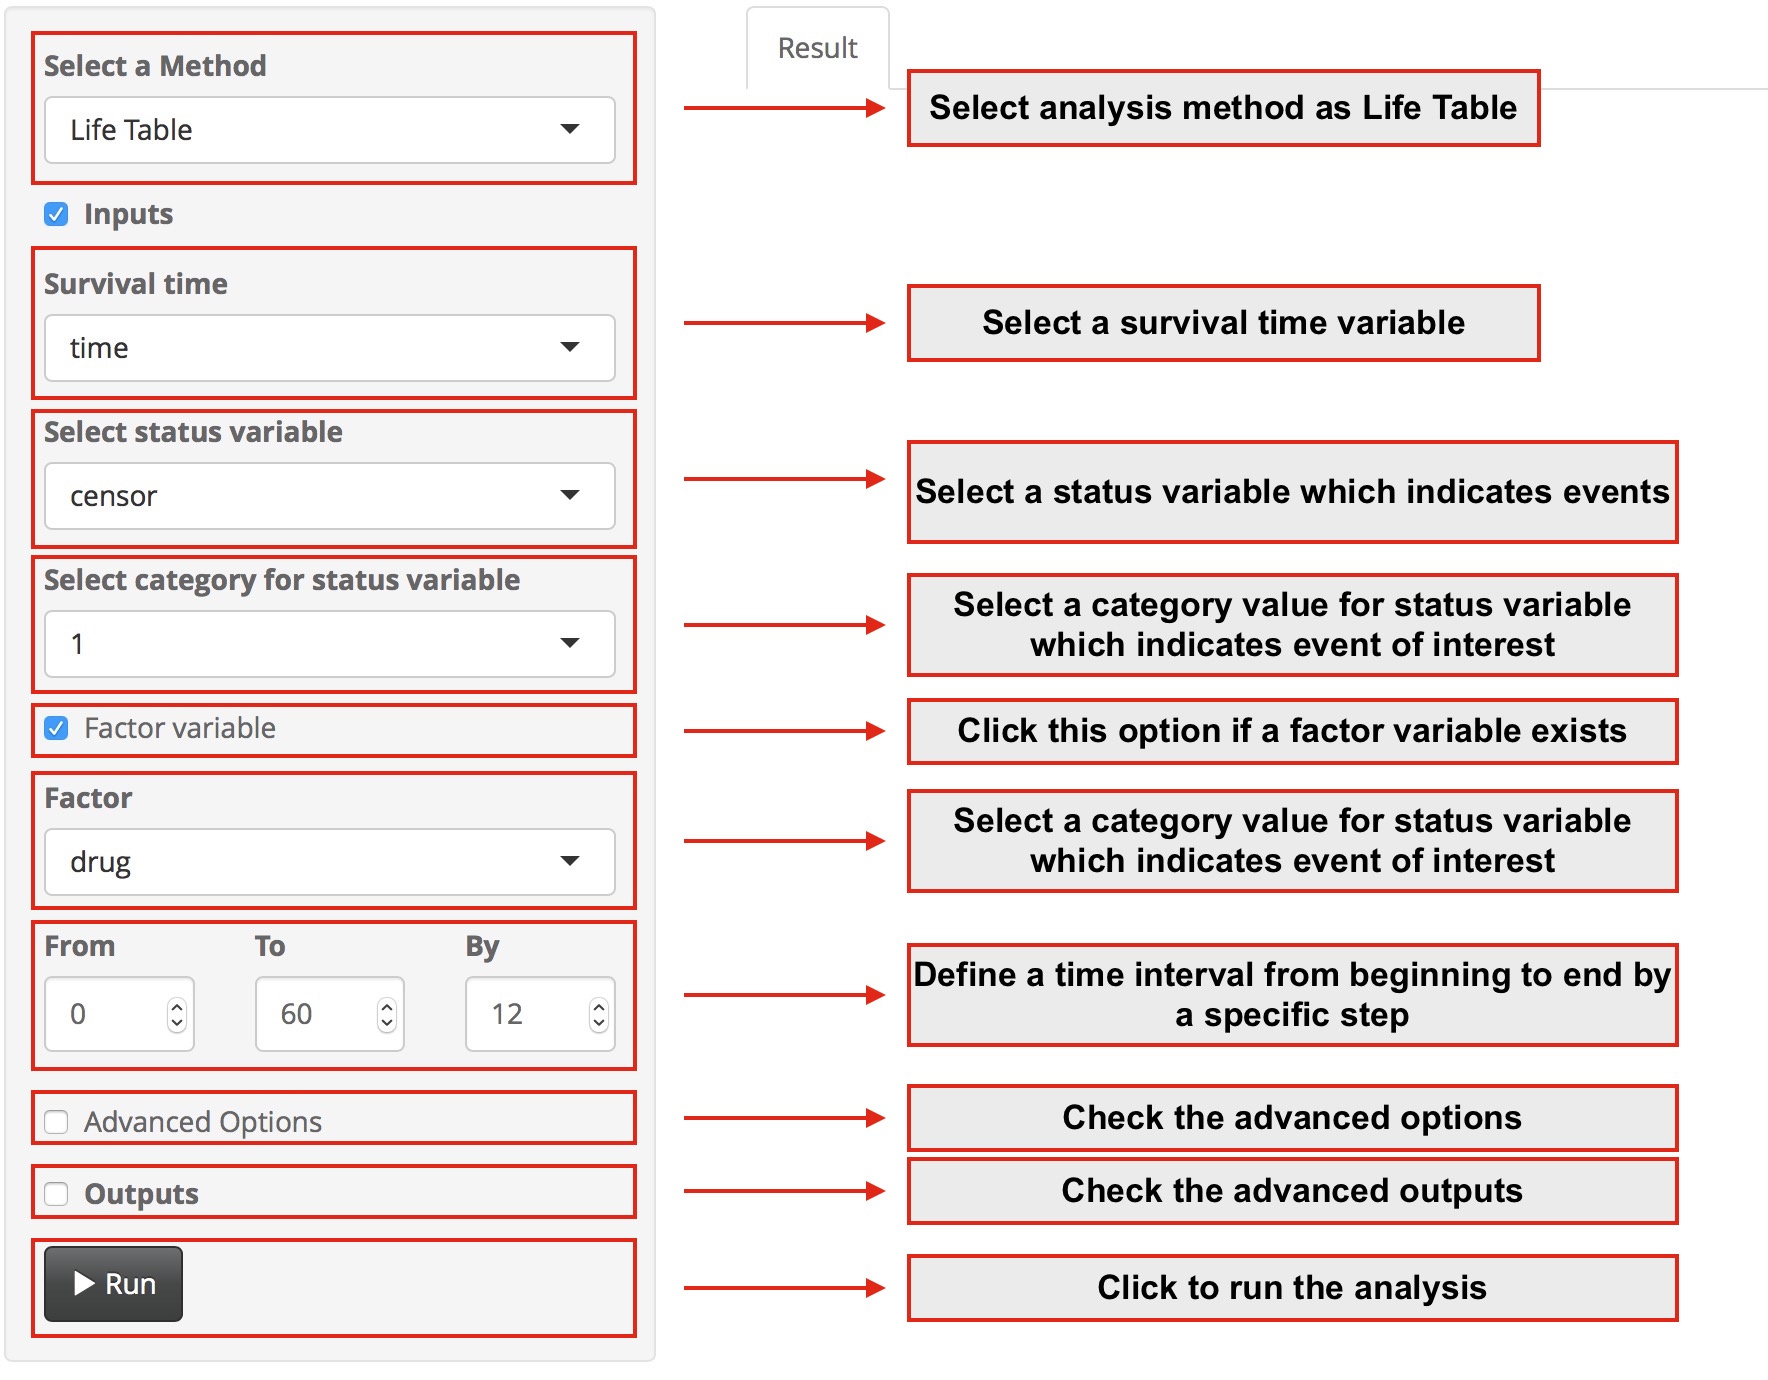 Result
Select a Method
Life Table
Select analysis method as Life Table
Inputs
Survival time
time
Select a survival time variable
Select status variable
censor
Select a status variable which indicates events
Select category for status variable
1
Select a category value for status variable
which indicates event of interest
Factor variable
Click this option if a factor variable exists
Factor
drug
Select a category value for status variable
which indicates event of interest
From To By
0 60 12
Define a time interval from beginning to end by
a specific step
Advanced Options
Check the advanced options
Outputs
Check the advanced outputs
Run
Click to run the analysis